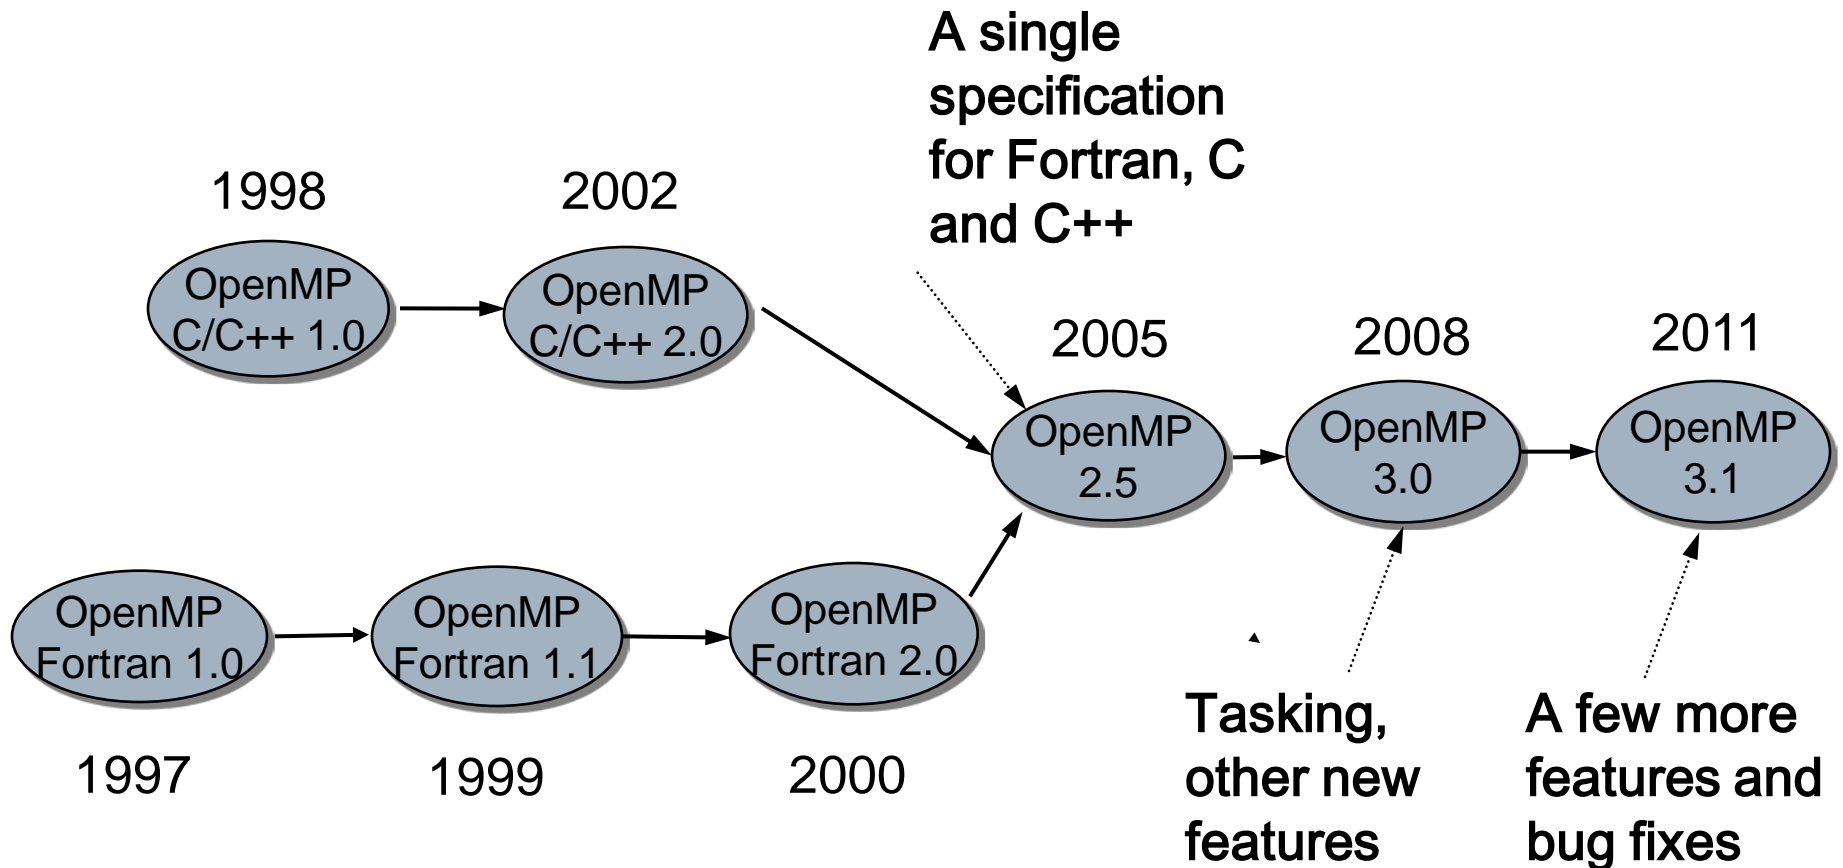 A single
specification
for Fortran, C
and C++
1998
2002
OpenMP
C/C++ 1.0
OpenMP
C/C++ 2.0
2005
2008
2011
OpenMP
2.5
OpenMP
3.0
OpenMP
3.1
OpenMP
Fortran 1.0
OpenMP
Fortran 1.1
OpenMP
Fortran 2.0
1997
1999
2000
Tasking,
other new
features
A few more
features and
bug fixes